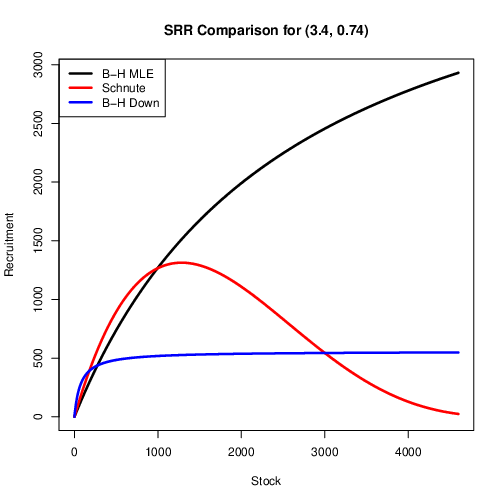 SRR Comparison for (3.4, 0.74)
B−H MLE
Schnute
B−H Down
Recruitment
3000
2500
2000
1500
1000
500
0
0 1000 2000 3000 4000
Stock